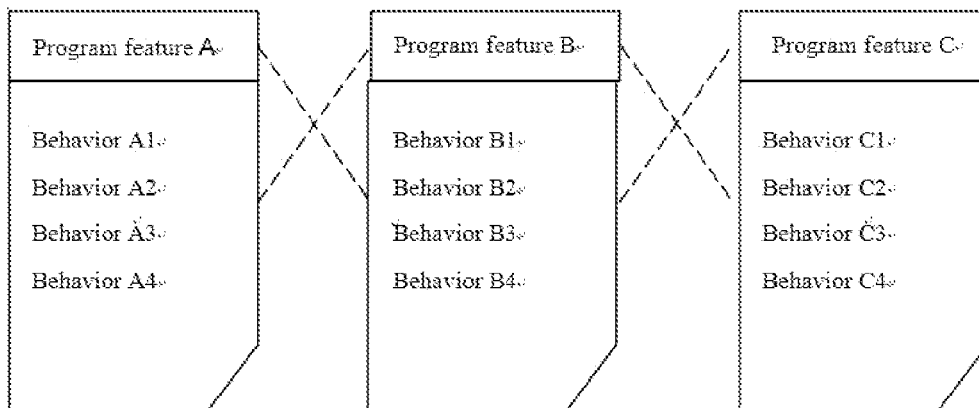 Program feature A
Behavior A1
Behavior A2
Behavior A3
Behavior A4
Program feature B
Behavior B1
Behavior B2
Behavior B3
Behavior B4
Program feature C
Behavior C1
Behavior C2
Behavior C3
Behavior C4